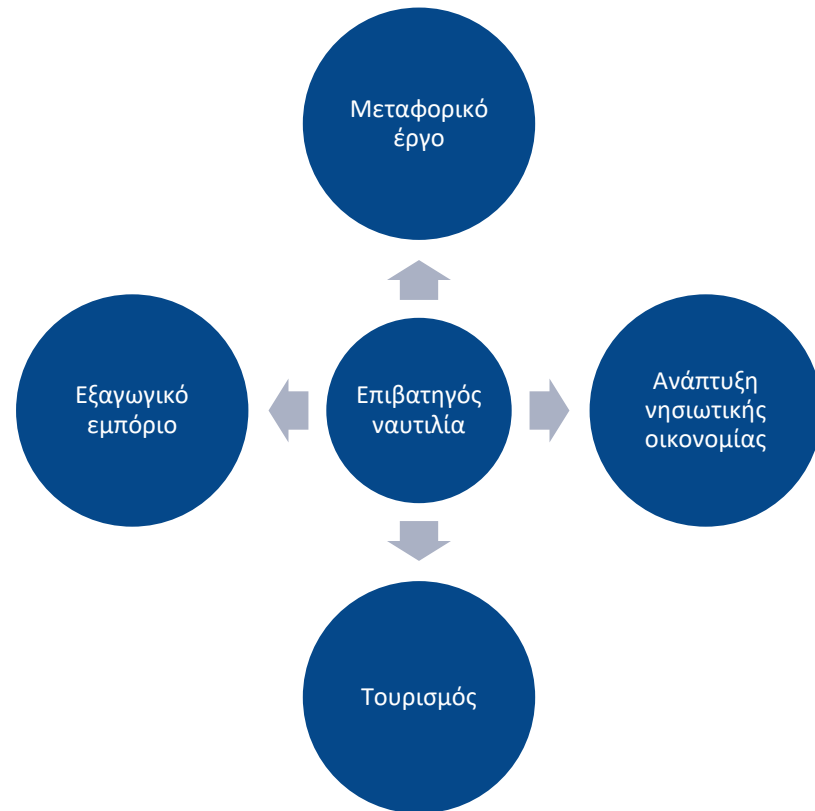 Μεταφορικό
έργο
Εξαγωγικό
εμπόριο
Επιβατηγός
ναυτιλία
Ανάπτυξη
νησιωτικής
οικονομίας
Τουρισμός